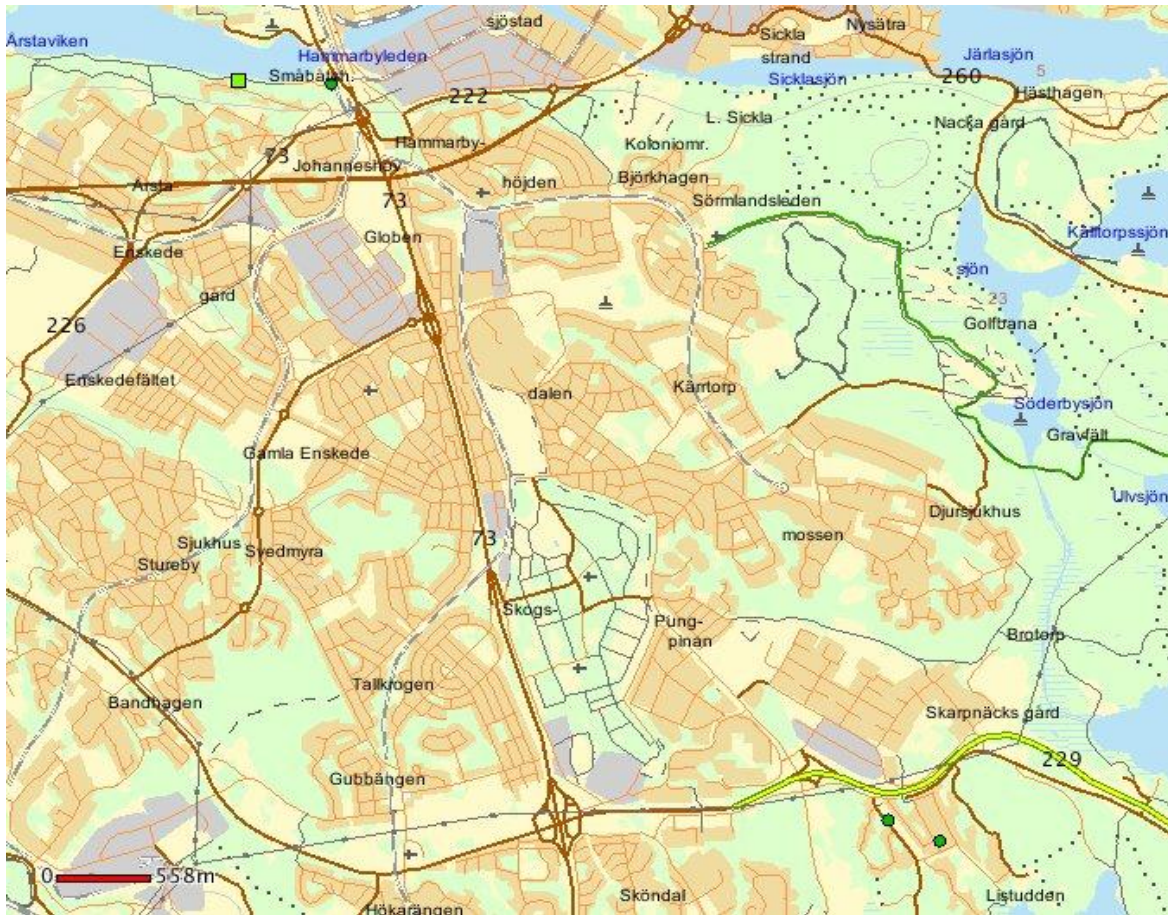 sjöstad
Nysätra
Sickla
strand
Årstaviken
Hammarbyleden
Järlasjön
Småbåtsh.
Sicklasjön
260
5
Hästhagen
222
L. Sickla
Nacka gård
Hammarby-
Koloniomr.
73
Johanneshov
höjden
Björkhagen
Årsta
73
Sörmlandsleden
Globen
Källtorpssjön
Enskede
sjön
gård
23
Golfbana
226
Enskedefältet
dalen
Kärrtorp
Söderbysjön
Gravfält
Gamla Enskede
Ulvsjön
Djursjukhus
73
mossen
Sjukhus
Svedmyra
Stureby
Skogs-
Pung-
pinan
Brotorp
Tallkrogen
Bandhagen
Skarpnäcks gård
229
Gubbängen
0
558m
Sköndal
Listudden
Hökarängen